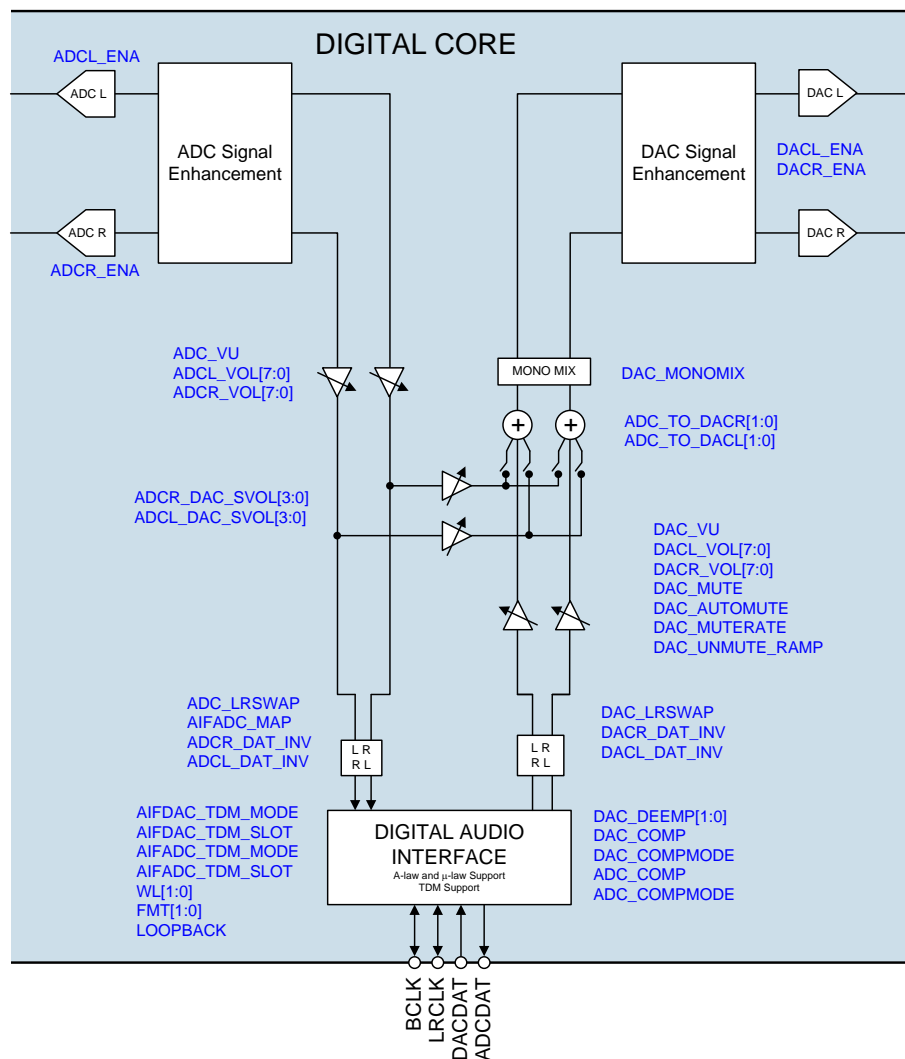 DIGITAL CORE
ADCL_ENA
ADC L
ADC Signal
Enhancement
ADC R
ADCR_ENA
DAC Signal
Enhancement
DAC L
DACL_ENA
DACR_ENA
DAC R
ADC_VU
ADCL_VOL[7:0]
ADCR_VOL[7:0]
MONO MIX
DAC_MONOMIX
+
+
ADC_TO_DACR[1:0]
ADC_TO_DACL[1:0]
ADCR_DAC_SVOL[3:0]
ADCL_DAC_SVOL[3:0]
DAC_VU
DACL_VOL[7:0]
DACR_VOL[7:0]
DAC_MUTE
DAC_AUTOMUTE
DAC_MUTERATE
DAC_UNMUTE_RAMP
ADC_LRSWAP
AIFADC_MAP
ADCR_DAT_INV
ADCL_DAT_INV
L R
R L
L R
R L
DAC_LRSWAP
DACR_DAT_INV
DACL_DAT_INV
AIFDAC_TDM_MODE
AIFDAC_TDM_SLOT
AIFADC_TDM_MODE
AIFADC_TDM_SLOT
WL[1:0]
FMT[1:0]
LOOPBACK
DIGITAL AUDIO
INTERFACE
A-law and μ-law Support
TDM Support
DAC_DEEMP[1:0]
DAC_COMP
DAC_COMPMODE
ADC_COMP
ADC_COMPMODE
BCLK
LRCLK
DACDAT
ADCDAT